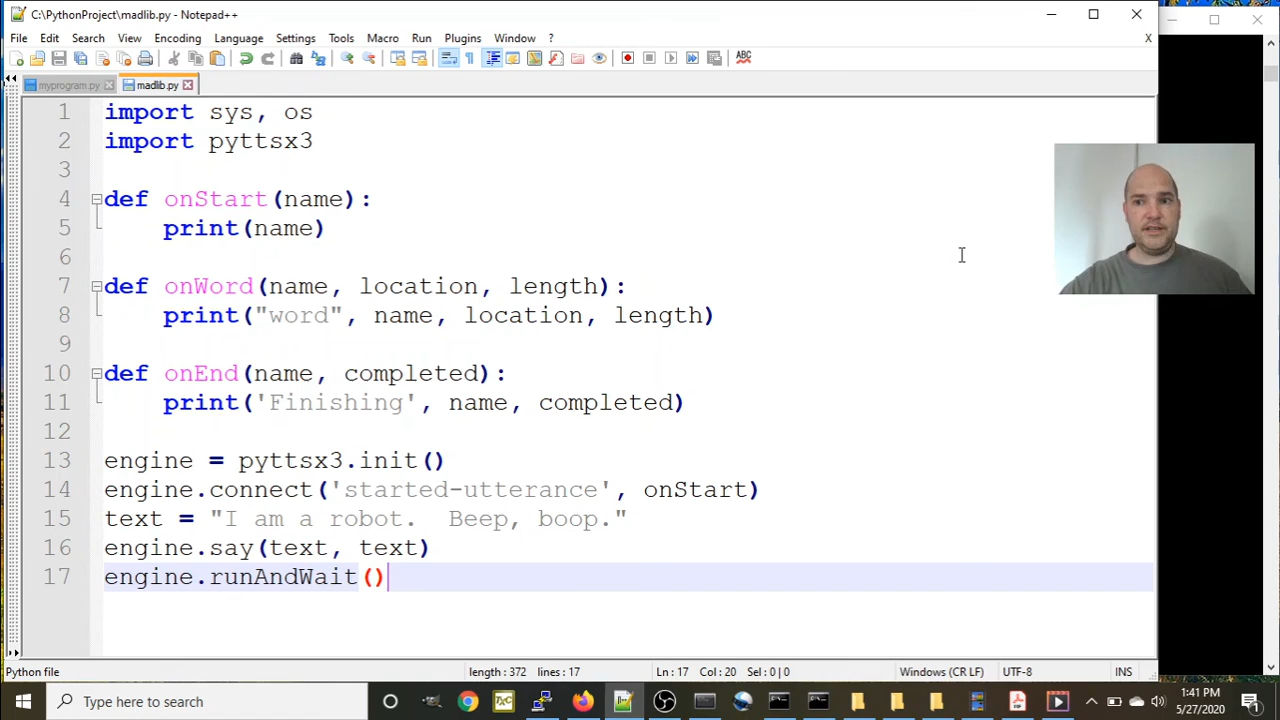 C:\PythonProject\madlib.py - Notepad++
File Edit Search View Encoding Language Settings Tools Macro Run Plugins Window ? X
ABC
myprogram.py madlib.py
1 import sys, os
2 import pyttsx3
3
4 def onStart(name):
5 print(name)
6
7 def onWord(name, location, length):
8 print("word", name, location, length)
9
10 def onEnd(name, completed):
11 print('Finishing', name, completed)
12
13 engine = pyttsx3.init()
14 engine.connect('started-utterance', onStart)
15 text = "I am a robot.  Beep, boop."
16 engine.say(text, text)
17 engine.runAndWait()
Python file length: 372 lines: 17 Ln: 17 Col: 20 Sel: 0 | 0 Windows (CR LF) UTF-8 INS
Type here to search
1:41 PM
5/27/2020
1